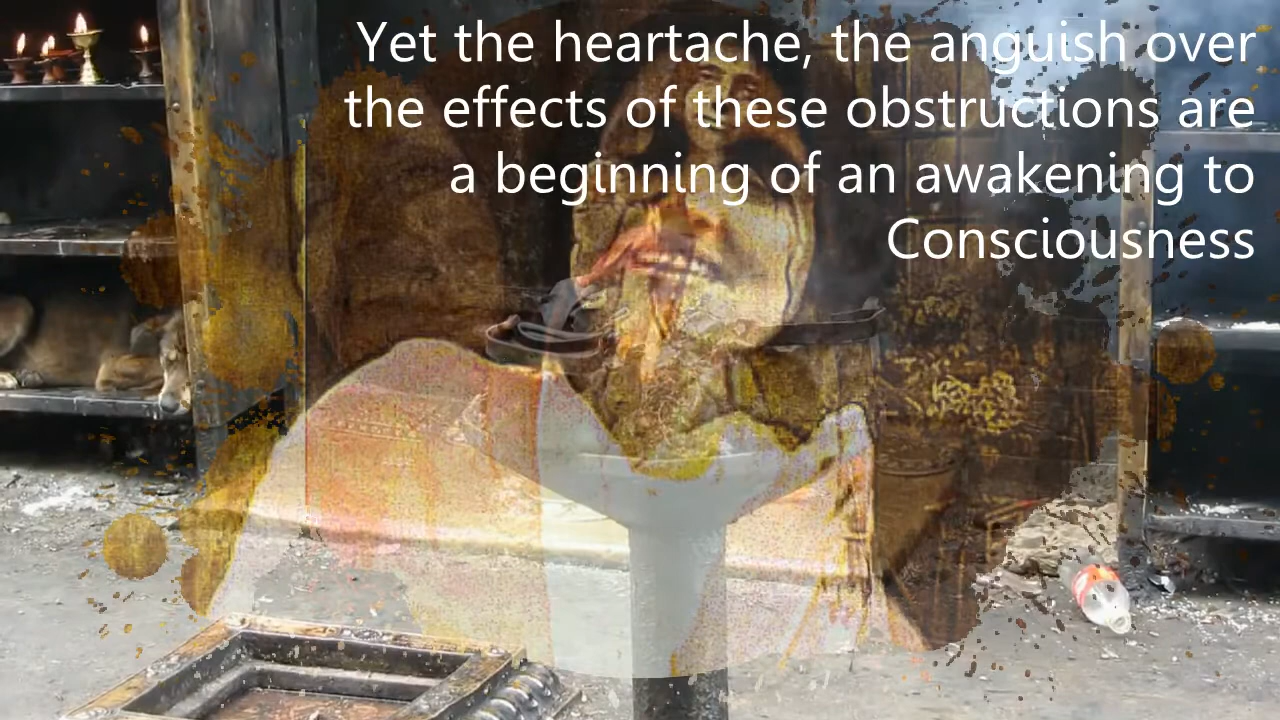 Yet the heartache, the anguish over
the effects of these obstructions are
a beginning of an awakening to
Consciousness